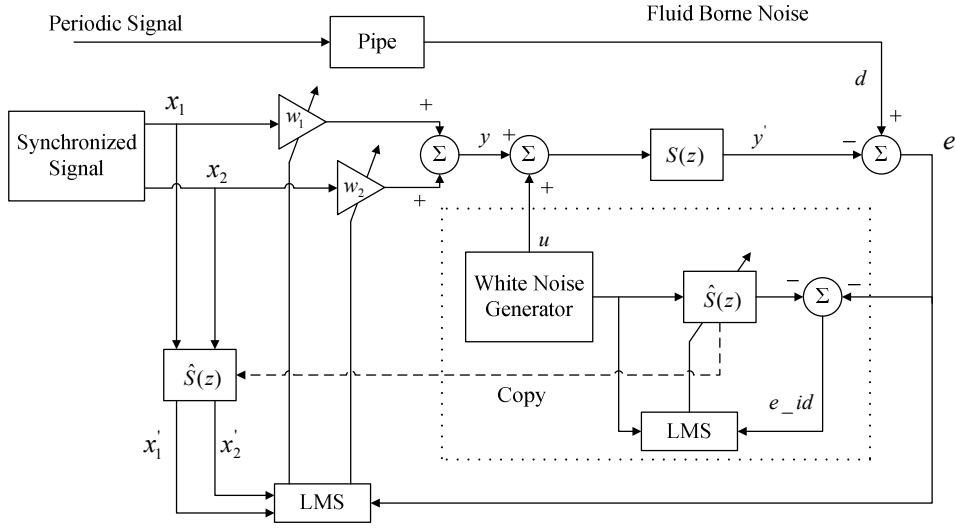 Periodic Signal
Fluid Borne Noise
Pipe
d
x₁
w₁
+
+
e
Synchronized
Signal
Σ
y
+
Σ
S(z)
y'
−
Σ
x₂
w₂
+
+
u
White Noise
Generator
Ŝ(z)
−
Σ
−
Ŝ(z)
Copy
e_id
x₁'
x₂'
LMS
LMS